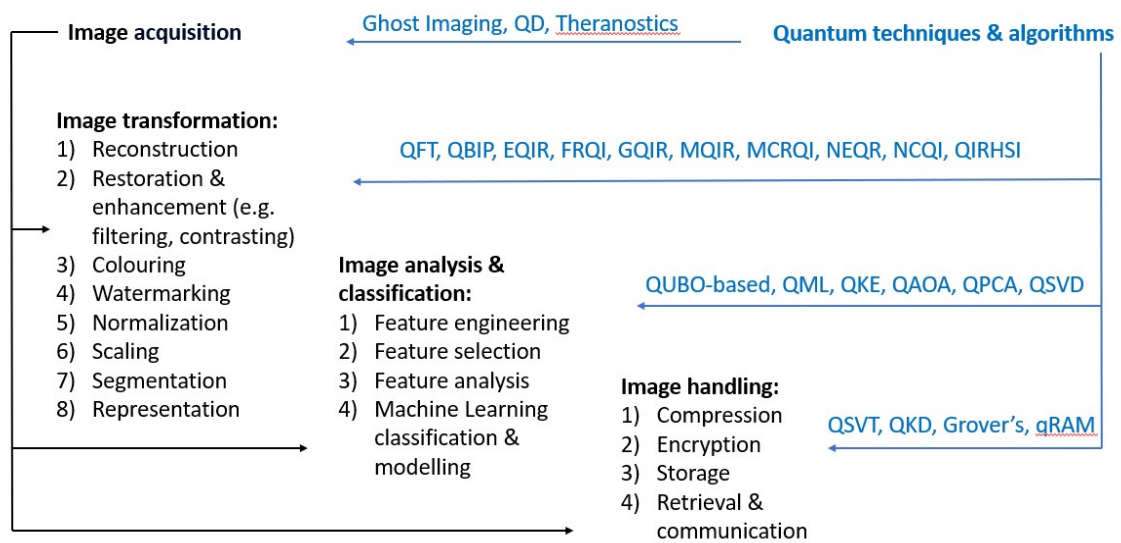 Image acquisition
Ghost Imaging, QD, Theranostics
Quantum techniques & algorithms
Image transformation:
1) Reconstruction
2) Restoration &
enhancement (e.g.
filtering, contrasting)
3) Colouring
4) Watermarking
5) Normalization
6) Scaling
7) Segmentation
8) Representation
QFT, QBIP, EQIR, FRQI, GQIR, MQIR, MCRQI, NEQR, NCQI, QIRHSI
Image analysis &
classification:
1) Feature engineering
2) Feature selection
3) Feature analysis
4) Machine Learning
classification &
modelling
QUBO-based, QML, QKE, QAOA, QPCA, QSVD
Image handling:
1) Compression
2) Encryption
3) Storage
4) Retrieval &
communication
QSVT, QKD, Grover's, qRAM